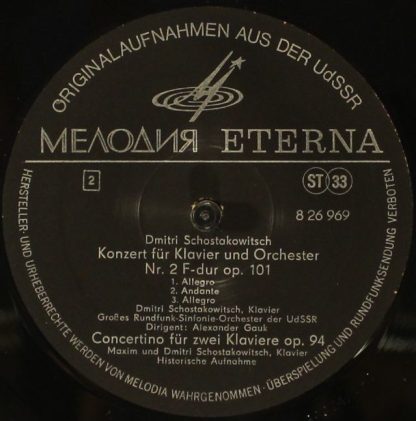 ORIGINALAUFNAHMEN AUS DER UdSSR
МЕЛОДИЯ ETERNA
2
ST 33
8 26 969
Dmitri Schostakowitsch
Konzert für Klavier und Orchester
Nr. 2 F-dur op. 101
1. Allegro
2. Andante
3. Allegro
Dmitri Schostakowitsch, Klavier
Großes Rundfunk-Sinfonie-Orchester der UdSSR
Dirigent: Alexander Gauk
Concertino für zwei Klaviere op. 94
Maxim und Dmitri Schostakowitsch, Klavier
Historische Aufnahme
HERSTELLER- UND URHEBERRECHTE WERDEN VON MELODIA WAHRGENOMMEN · ÜBERSPIELUNG UND RUNDFUNKSENDUNG VERBOTEN